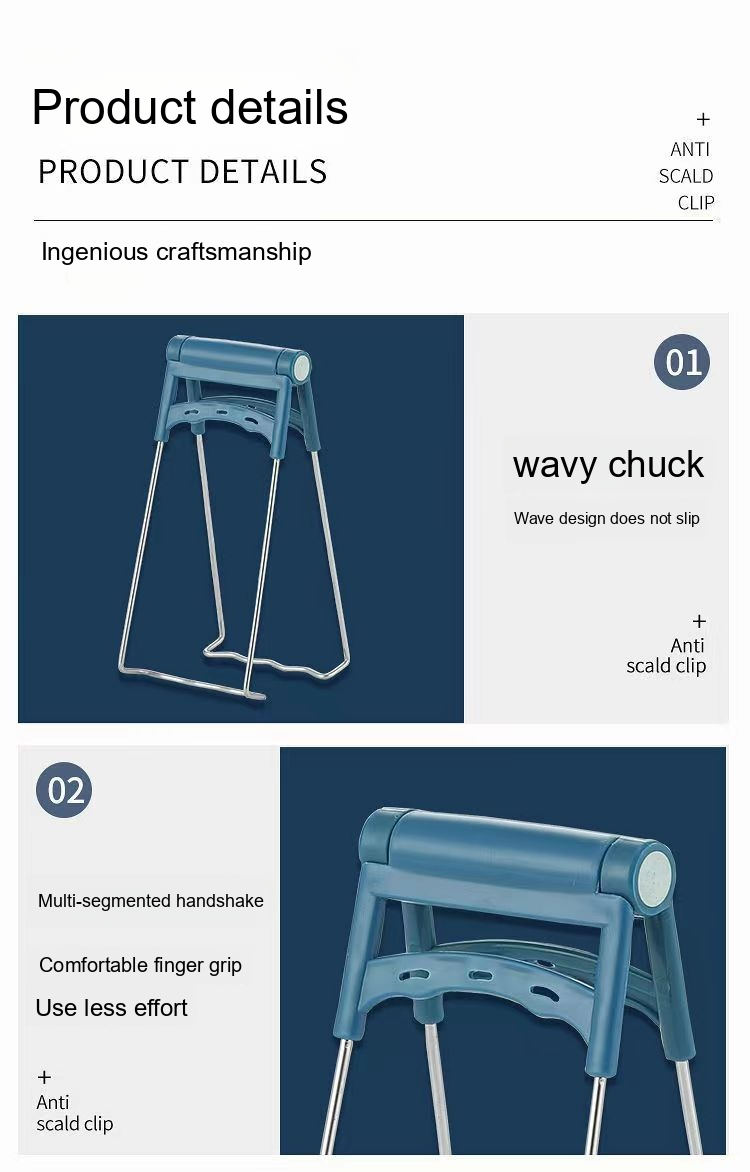 Product details
PRODUCT DETAILS
+
ANTI
SCALD
CLIP
Ingenious craftsmanship
01
wavy chuck
Wave design does not slip
+
Anti
scald clip
02
Multi-segmented handshake
Comfortable finger grip
Use less effort
+
Anti
scald clip